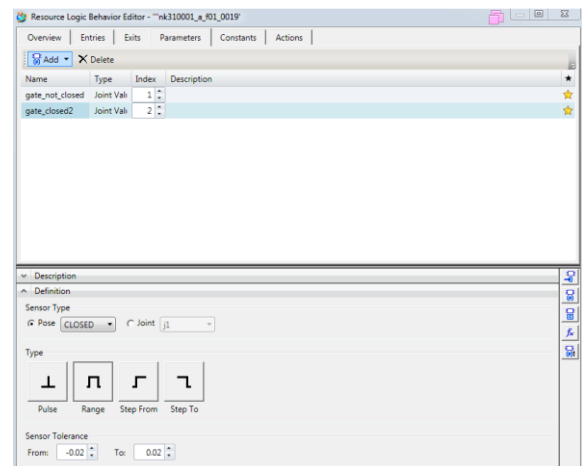 Resource Logic Behavior Editor - '"nk310001_a_f01_0019'
Overview Entries Exits Parameters Constants Actions
Add Delete
Name Type Index Description
gate_not_closed Joint Val 1
gate_closed2 Joint Val 2
Description
Definition
Sensor Type
Pose CLOSED Joint j1
Type
Pulse Range Step From Step To
Sensor Tolerance
From: -0.02 To: 0.02